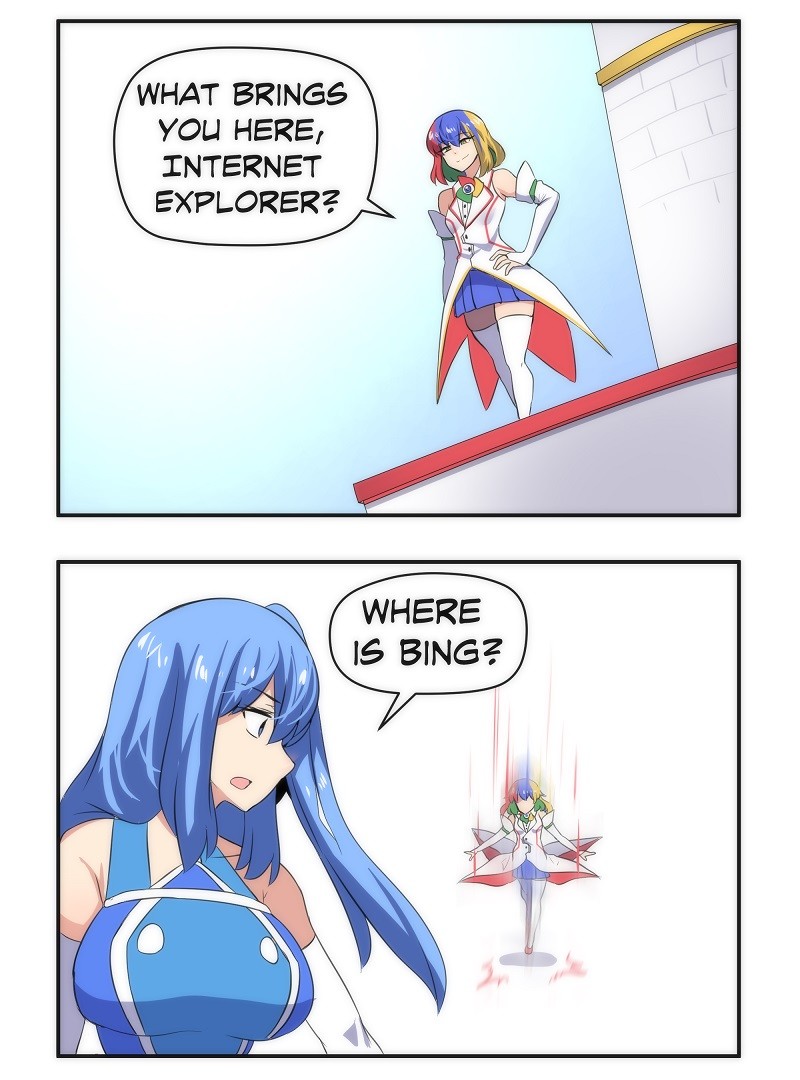 WHAT BRINGS
YOU HERE,
INTERNET
EXPLORER?
WHERE
IS BING?